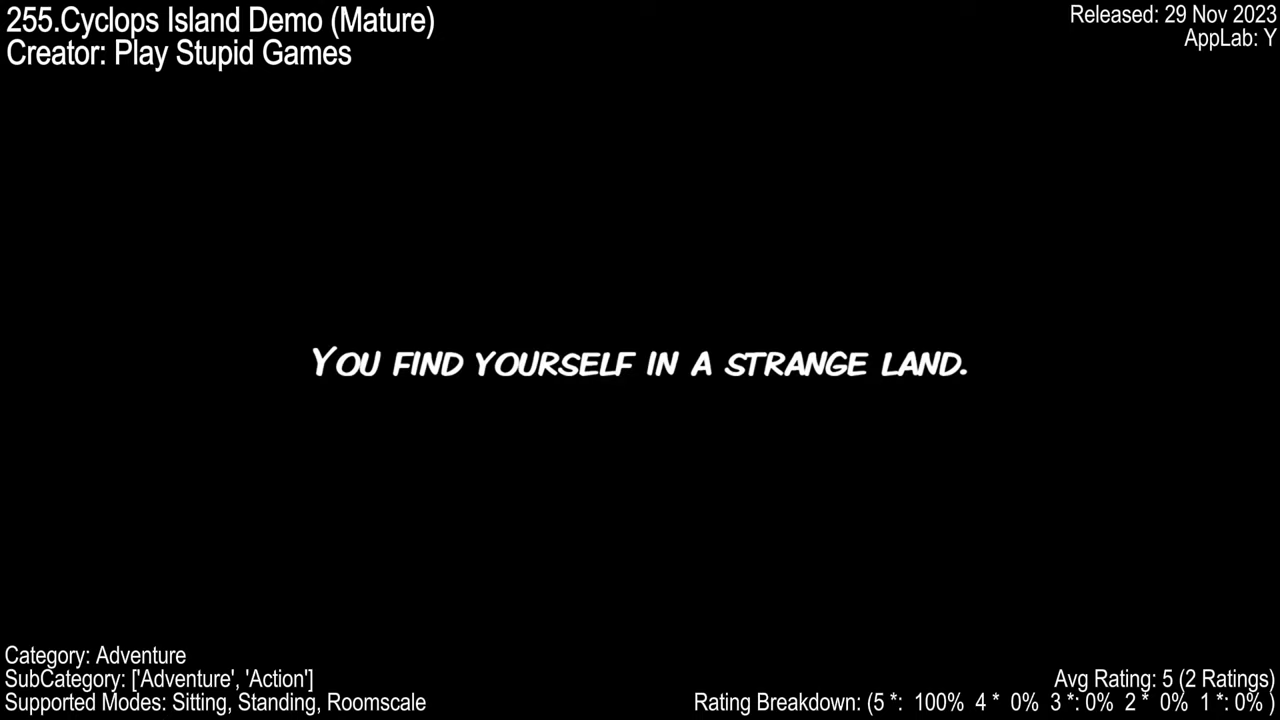 255.Cyclops Island Demo (Mature)
Creator: Play Stupid Games
Released: 29 Nov 2023
AppLab: Y
You find yourself in a strange land.
Category: Adventure
SubCategory: ['Adventure', 'Action']
Supported Modes: Sitting, Standing, Roomscale
Avg Rating: 5 (2 Ratings)
Rating Breakdown: (5 *: 100% 4 * 0% 3 *: 0% 2 * 0% 1 *: 0% )